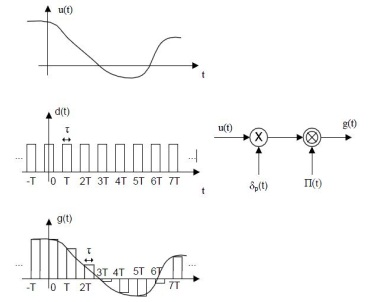 u(t)
t
d(t)
τ
... ...
-T 0 T 2T 3T 4T 5T 6T 7T
t
u(t) X ⊗ g(t)
δp(t) Π(t)
g(t)
τ
... ...
-T 0 T 2T 3T 4T 5T 6T 7T
t